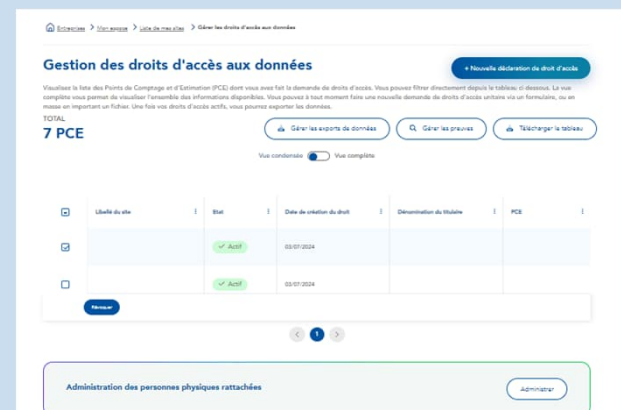 Entreprises > Mon espace > Liste de mes sites > Gérer les droits d'accès aux données
Gestion des droits d'accès aux données
+ Nouvelle déclaration de droit d'accès
Visualisez la liste des Points de Comptage et d'Estimation (PCE) dont vous avez fait la demande de droits d'accès. Vous pouvez filtrer directement depuis le tableau ci-dessous. La vue
complète vous permet de visualiser l'ensemble des informations disponibles. Vous pouvez à tout moment faire une nouvelle demande de droits d'accès unitaire via un formulaire, ou en
masse en important un fichier. Une fois vos droits d'accès actifs, vous pourrez exporter les données.
TOTAL
7 PCE
Gérer les exports de données
Gérer les preuves
Télécharger le tableau
Vue condensée Vue complète
Libellé du site Etat Date de création du droit Dénomination du titulaire PCE
Actif 03/07/2024
Actif 03/07/2024
Révoquer
< 1 >
Administration des personnes physiques rattachées
Administrer